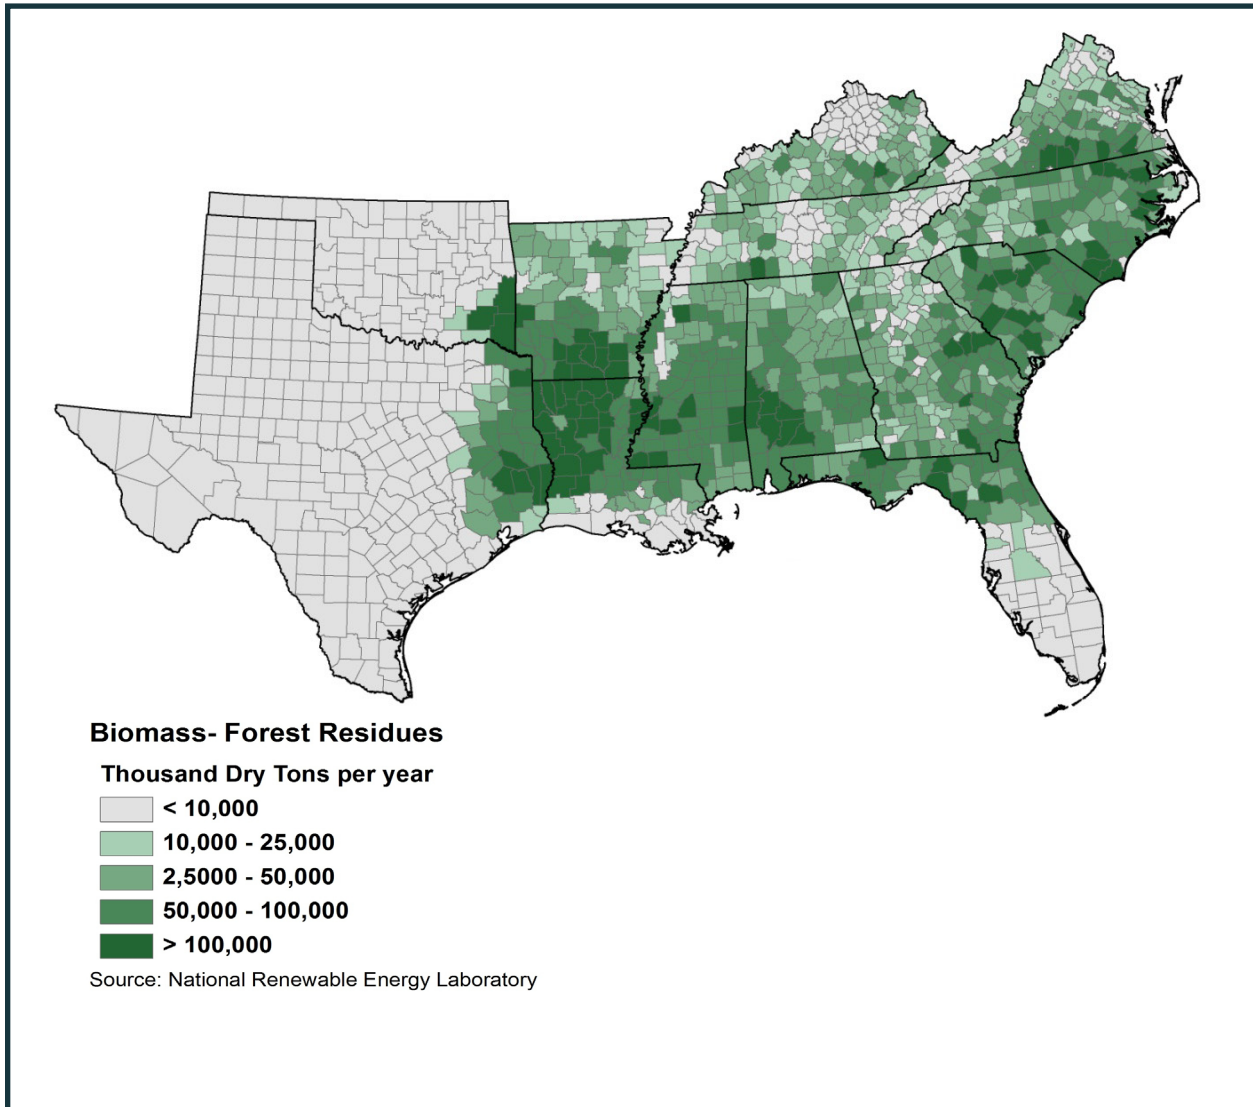 Biomass- Forest Residues
Thousand Dry Tons per year
< 10,000
10,000 - 25,000
2,5000 - 50,000
50,000 - 100,000
> 100,000
Source: National Renewable Energy Laboratory